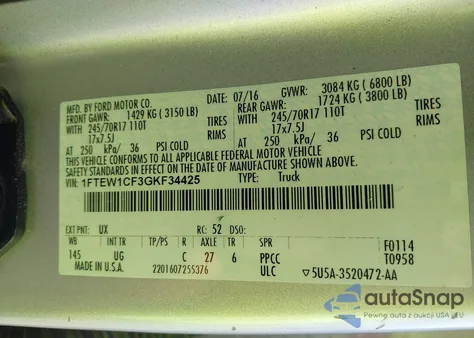 MFD. BY FORD MOTOR CO.
DATE: 07/16 GVWR: 3084 KG ( 6800 LB)
FRONT GAWR: 1429 KG ( 3150 LB)
REAR GAWR: 1724 KG ( 3800 LB)
WITH 245/70R17 110T TIRES
WITH 245/70R17 110T TIRES
17x7.5J RIMS
17x7.5J RIMS
AT 250 kPa/ 36 PSI COLD
AT 250 kPa/ 36 PSI COLD
THIS VEHICLE CONFORMS TO ALL APPLICABLE FEDERAL MOTOR VEHICLE
SAFETY STANDARDS IN EFFECT ON THE DATE OF MANUFACTURE SHOWN ABOVE.
VIN: 1FTEW1CF3GKF34425 TYPE: Truck
EXT PNT: UX RC: 52 DSO:
WB INT TR TP/PS R AXLE TR SPR
F0114
145 UG C 27 6 PPCC
T0958
MADE IN U.S.A. 2201607255376 ULC ▽5U5A-3520472-AA
autoSnap
Pewne auta z aukcji USA i EU